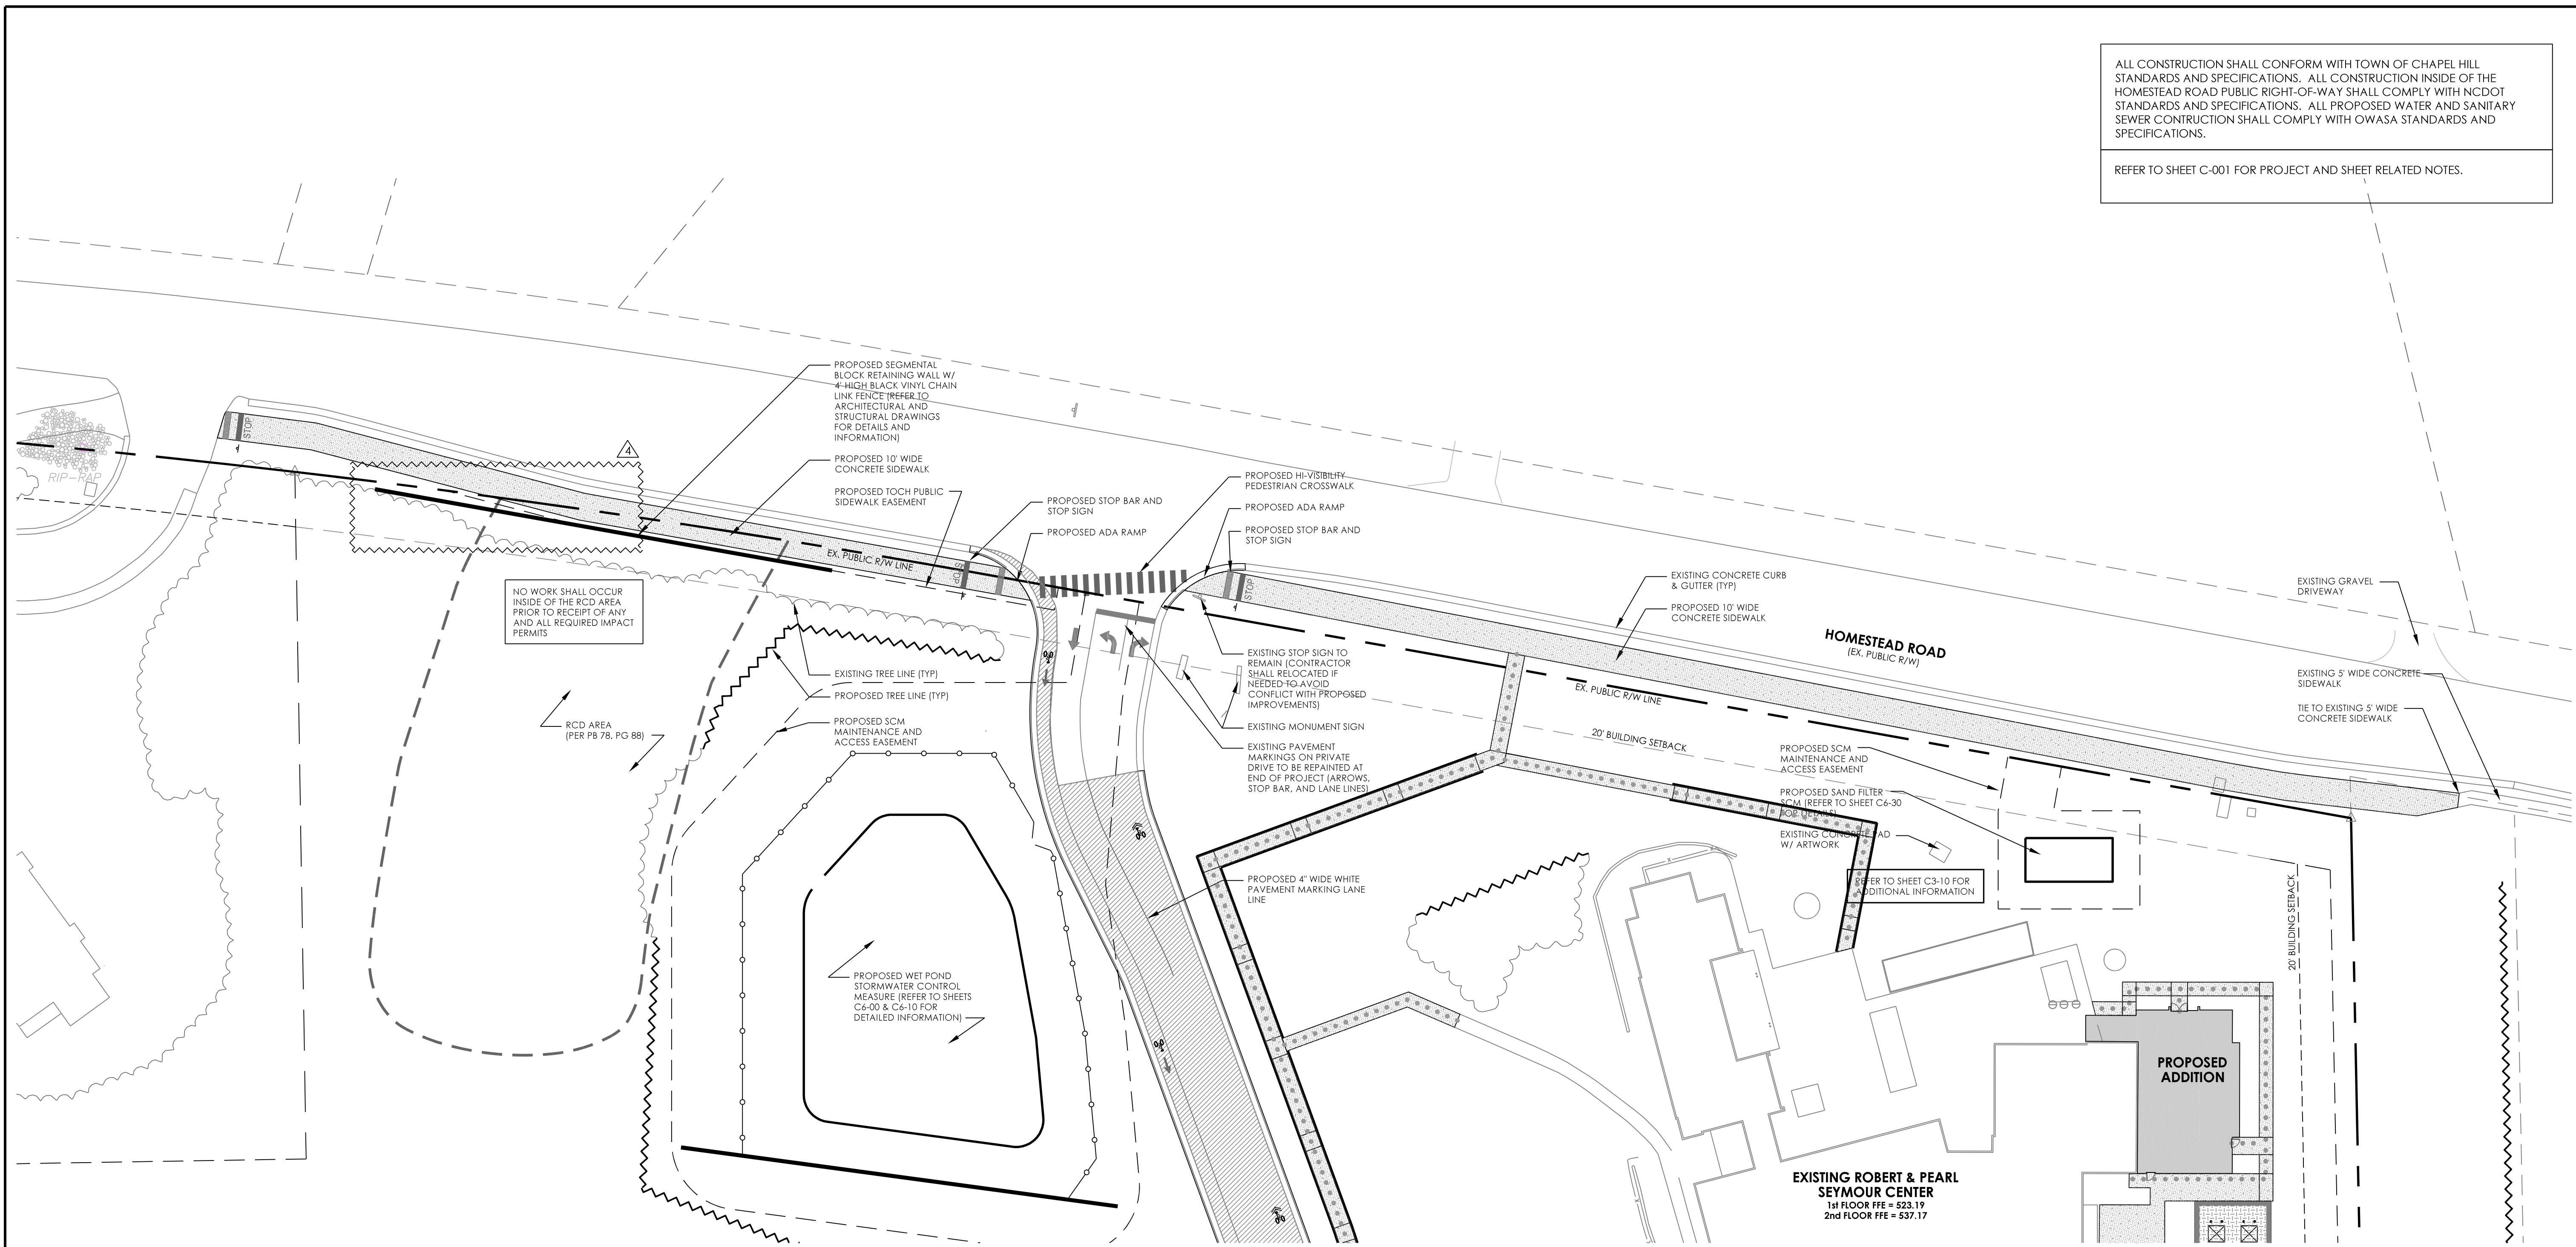 ALL CONSTRUCTION SHALL CONFORM WITH TOWN OF CHAPEL HILL
STANDARDS AND SPECIFICATIONS. ALL CONSTRUCTION INSIDE OF THE
HOMESTEAD ROAD PUBLIC RIGHT-OF-WAY SHALL COMPLY WITH NCDOT
STANDARDS AND SPECIFICATIONS. ALL PROPOSED WATER AND SANITARY
SEWER CONTRUCTION SHALL COMPLY WITH OWASA STANDARDS AND
SPECIFICATIONS.
REFER TO SHEET C-001 FOR PROJECT AND SHEET RELATED NOTES.
PROPOSED SEGMENTAL
BLOCK RETAINING WALL W/
4' HIGH BLACK VINYL CHAIN
LINK FENCE (REFER TO
ARCHITECTURAL AND
STRUCTURAL DRAWINGS
FOR DETAILS AND
INFORMATION)
4
STOP
RIP-RAP
PROPOSED 10' WIDE
CONCRETE SIDEWALK
PROPOSED TOCH PUBLIC
SIDEWALK EASEMENT
PROPOSED STOP BAR AND
STOP SIGN
PROPOSED ADA RAMP
PROPOSED HI-VISIBILITY
PEDESTRIAN CROSSWALK
PROPOSED ADA RAMP
PROPOSED STOP BAR AND
STOP SIGN
EX. PUBLIC R/W LINE
STOP
STOP
NO WORK SHALL OCCUR
INSIDE OF THE RCD AREA
PRIOR TO RECEIPT OF ANY
AND ALL REQUIRED IMPACT
PERMITS
EXISTING CONCRETE CURB
& GUTTER (TYP)
PROPOSED 10' WIDE
CONCRETE SIDEWALK
HOMESTEAD ROAD
(EX. PUBLIC R/W)
EXISTING GRAVEL
DRIVEWAY
EXISTING 5' WIDE CONCRETE
SIDEWALK
TIE TO EXISTING 5' WIDE
CONCRETE SIDEWALK
EXISTING TREE LINE (TYP)
PROPOSED TREE LINE (TYP)
RCD AREA
(PER PB 78, PG 88)
PROPOSED SCM
MAINTENANCE AND
ACCESS EASEMENT
EXISTING STOP SIGN TO
REMAIN (CONTRACTOR
SHALL RELOCATED IF
NEEDED TO AVOID
CONFLICT WITH PROPOSED
IMPROVEMENTS)
EXISTING MONUMENT SIGN
EXISTING PAVEMENT
MARKINGS ON PRIVATE
DRIVE TO BE REPAINTED AT
END OF PROJECT (ARROWS,
STOP BAR, AND LANE LINES)
EX. PUBLIC R/W LINE
20' BUILDING SETBACK
PROPOSED SCM
MAINTENANCE AND
ACCESS EASEMENT
PROPOSED SAND FILTER
SCM (REFER TO SHEET C6-30
FOR DETAILS)
EXISTING CONCRETE PAD
W/ ARTWORK
REFER TO SHEET C3-10 FOR
ADDITIONAL INFORMATION
PROPOSED 4" WIDE WHITE
PAVEMENT MARKING LANE
LINE
20' BUILDING SETBACK
PROPOSED WET POND
STORMWATER CONTROL
MEASURE (REFER TO SHEETS
C6-00 & C6-10 FOR
DETAILED INFORMATION)
PROPOSED
ADDITION
EXISTING ROBERT & PEARL
SEYMOUR CENTER
1st FLOOR FFE = 523.19
2nd FLOOR FFE = 537.17